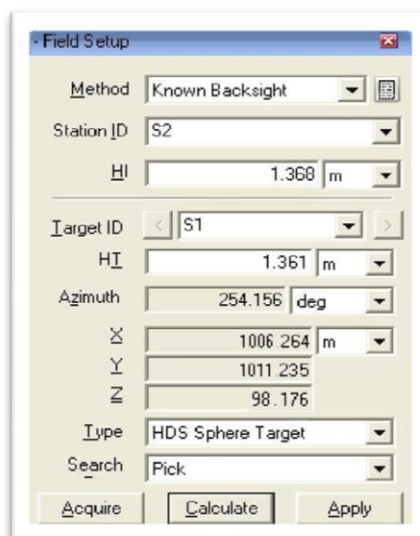 - Field Setup
Method Known Backsight
Station ID S2
HI 1.368 m
Target ID < S1 >
HT 1.361 m
Azimuth 254.156 deg
X 1006.264 m
Y 1011.235
Z 98.176
Type HDS Sphere Target
Search Pick
Acquire Calculate Apply